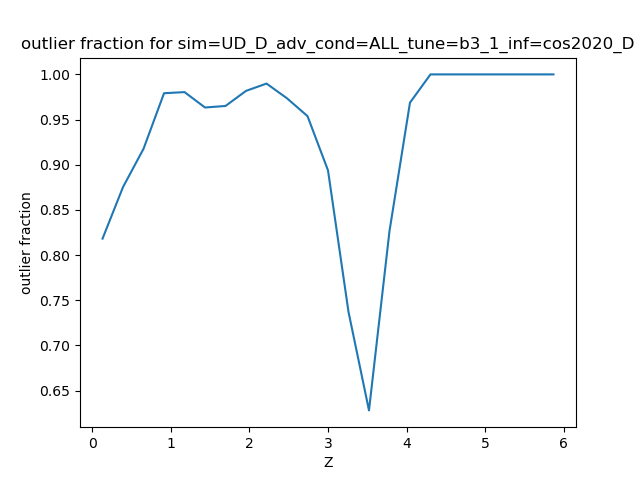 outlier fraction for sim=UD_D_adv_cond=ALL_tune=b3_1_inf=cos2020_D
1.00
0.95
0.90
0.85
0.80
0.75
0.70
0.65
outlier fraction
0 1 2 3 4 5 6
Z